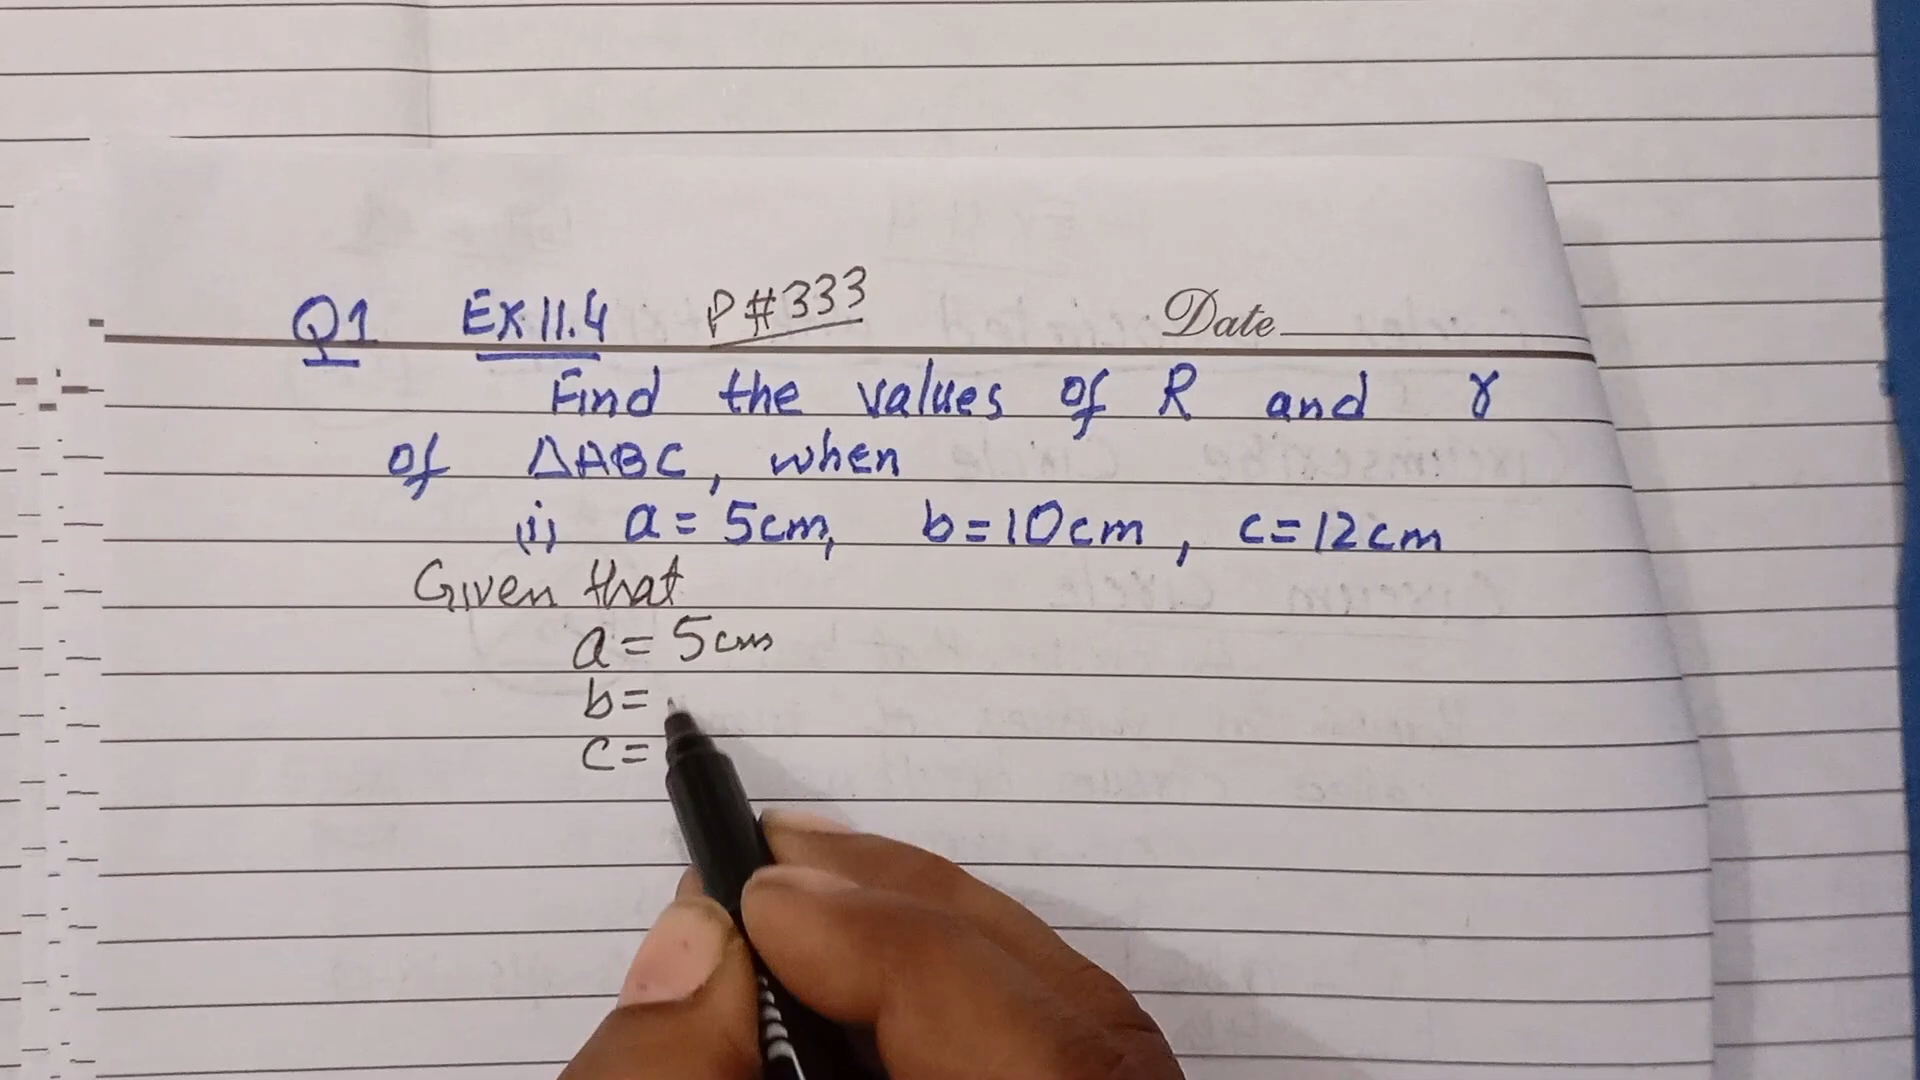 Q1 Ex 11.4 P#333 Date
Find the values of R and r
of ΔABC, when
(i) a = 5cm, b=10cm, c=12cm
Given that
a = 5cm
b=
c=